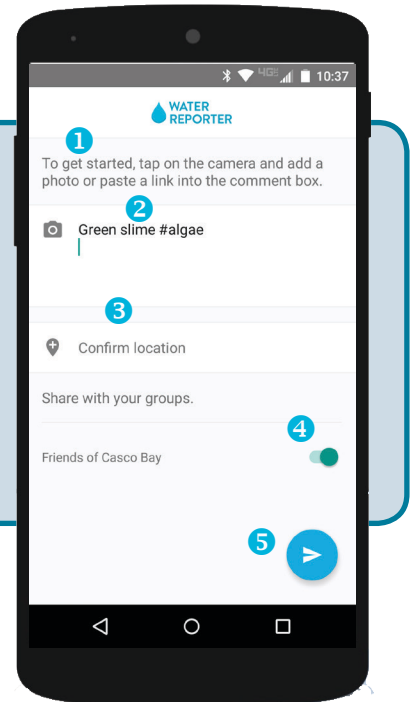 4G 10:37
WATER
REPORTER
1
To get started, tap on the camera and add a
photo or paste a link into the comment box.
2
Green slime #algae
3
Confirm location
Share with your groups.
4
Friends of Casco Bay
5